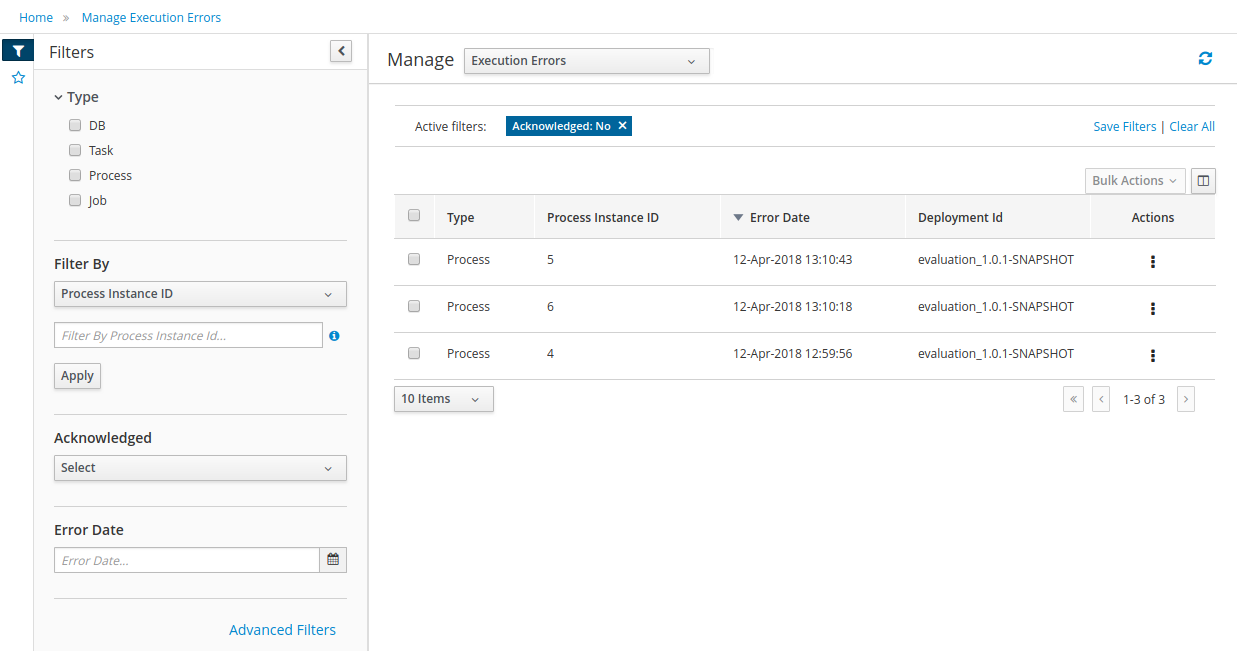 Home » Manage Execution Errors
Filters
Type
DB
Task
Process
Job
Filter By
Process Instance ID
Filter By Process Instance Id...
Apply
Acknowledged
Select
Error Date
Error Date...
Advanced Filters
Manage Execution Errors
Active filters: Acknowledged: No ✕ Save Filters | Clear All
Bulk Actions
Type Process Instance ID Error Date Deployment Id Actions
Process 5 12-Apr-2018 13:10:43 evaluation_1.0.1-SNAPSHOT
Process 6 12-Apr-2018 13:10:18 evaluation_1.0.1-SNAPSHOT
Process 4 12-Apr-2018 12:59:56 evaluation_1.0.1-SNAPSHOT
10 Items « ‹ 1-3 of 3 ›